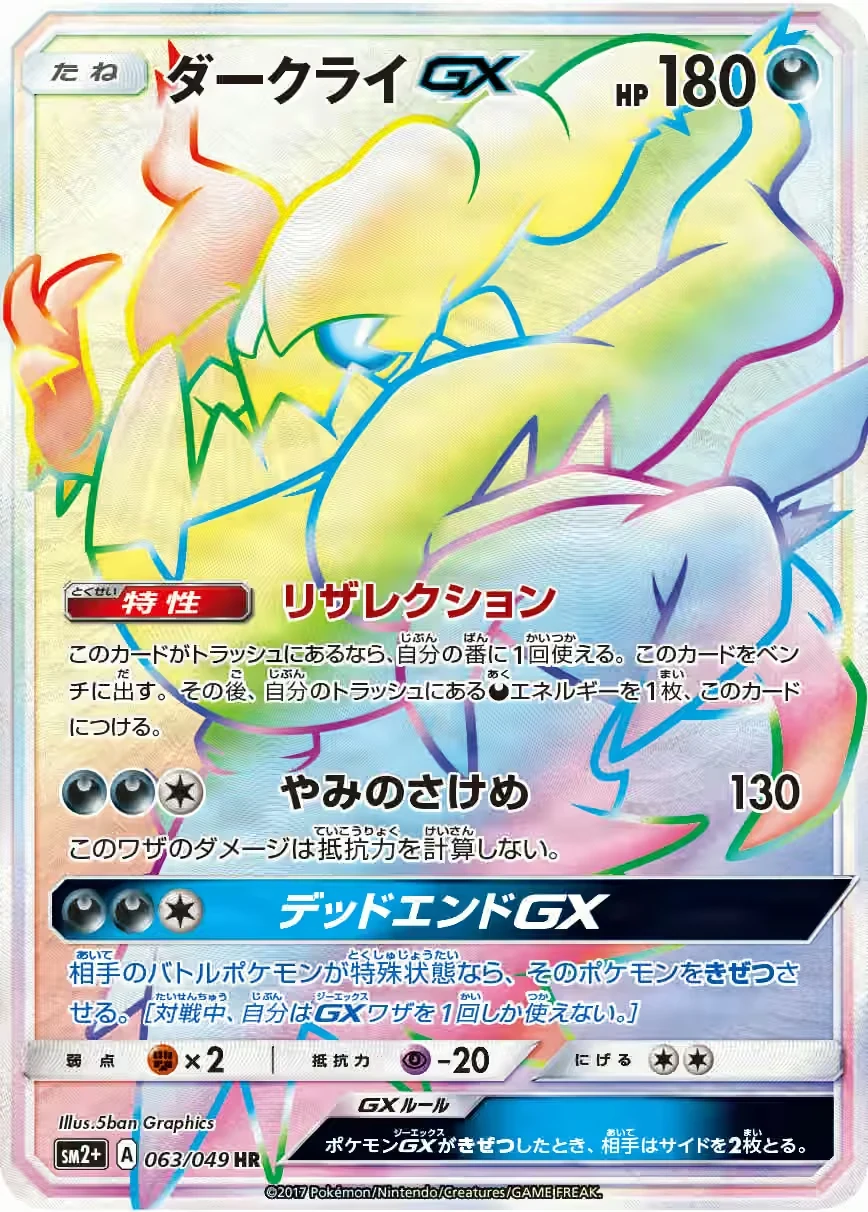 たね ダークライGX HP 180
とくせい 特性 リザレクション
このカードがトラッシュにあるなら、自分の番に1回使える。このカードをベン
チに出す。その後、自分のトラッシュにあるエネルギーを1枚、このカード
につける。
やみのさけめ 130
このワザのダメージは抵抗力を計算しない。
デッドエンドGX
相手のバトルポケモンが特殊状態なら、そのポケモンをきぜつさ
せる。[対戦中、自分はGXワザを1回しか使えない。]
弱点 ×2 抵抗力 -20 にげる
GXルール
ポケモンGXがきぜつしたとき、相手はサイドを2枚とる。
Illus.5ban Graphics
SM2+ A 063/049 HR
©2017 Pokémon/Nintendo/Creatures/GAME FREAK.